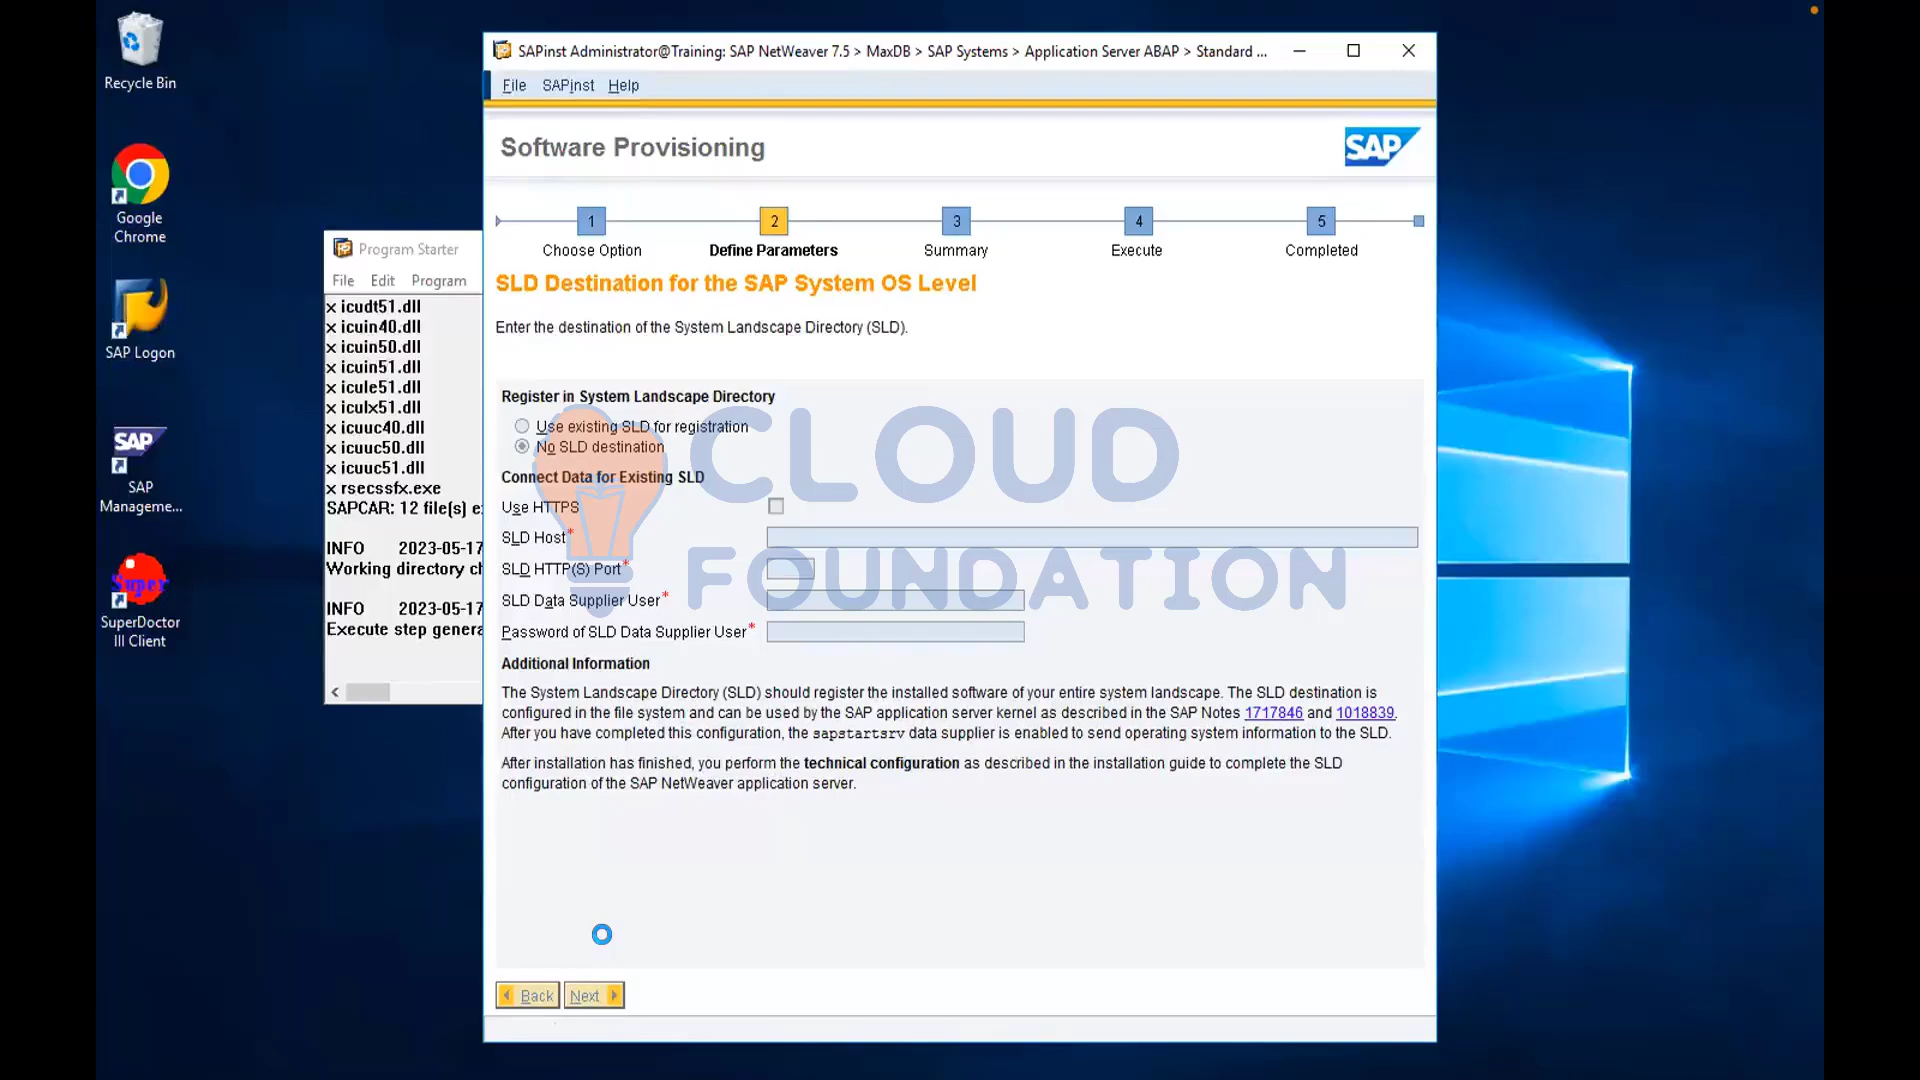 Recycle Bin
Google
Chrome
SAP Logon
SAP
SAP
Manageme...
Super
SuperDoctor
III Client
Program Starter
File Edit Program
x icudt51.dll
x icuin40.dll
x icuin50.dll
x icuin51.dll
x icule51.dll
x iculx51.dll
x icuuc40.dll
x icuuc50.dll
x icuuc51.dll
x rsecssfx.exe
SAPCAR: 12 file(s) e
INFO 2023-05-17
Working directory ch
INFO 2023-05-17
Execute step genera
SAPinst Administrator@Training: SAP NetWeaver 7.5 > MaxDB > SAP Systems > Application Server ABAP > Standard ...
File SAPinst Help
Software Provisioning
SAP
1 2 3 4 5
Choose Option Define Parameters Summary Execute Completed
SLD Destination for the SAP System OS Level
Enter the destination of the System Landscape Directory (SLD).
Register in System Landscape Directory
Use existing SLD for registration
No SLD destination
Connect Data for Existing SLD
Use HTTPS
SLD Host*
SLD HTTP(S) Port*
SLD Data Supplier User*
Password of SLD Data Supplier User*
CLOUD
FOUNDATION
Additional Information
The System Landscape Directory (SLD) should register the installed software of your entire system landscape. The SLD destination is
configured in the file system and can be used by the SAP application server kernel as described in the SAP Notes 1717846 and 1018839.
After you have completed this configuration, the sapstartsrv data supplier is enabled to send operating system information to the SLD.
After installation has finished, you perform the technical configuration as described in the installation guide to complete the SLD
configuration of the SAP NetWeaver application server.
Back Next